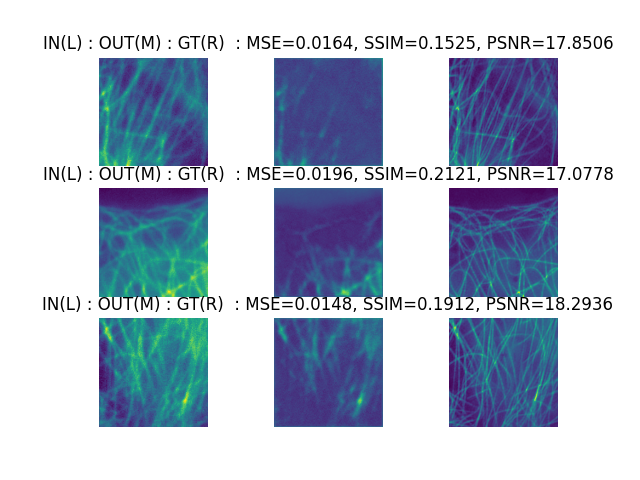 IN(L) : OUT(M) : GT(R)  : MSE=0.0164, SSIM=0.1525, PSNR=17.8506
IN(L) : OUT(M) : GT(R)  : MSE=0.0196, SSIM=0.2121, PSNR=17.0778
IN(L) : OUT(M) : GT(R)  : MSE=0.0148, SSIM=0.1912, PSNR=18.2936